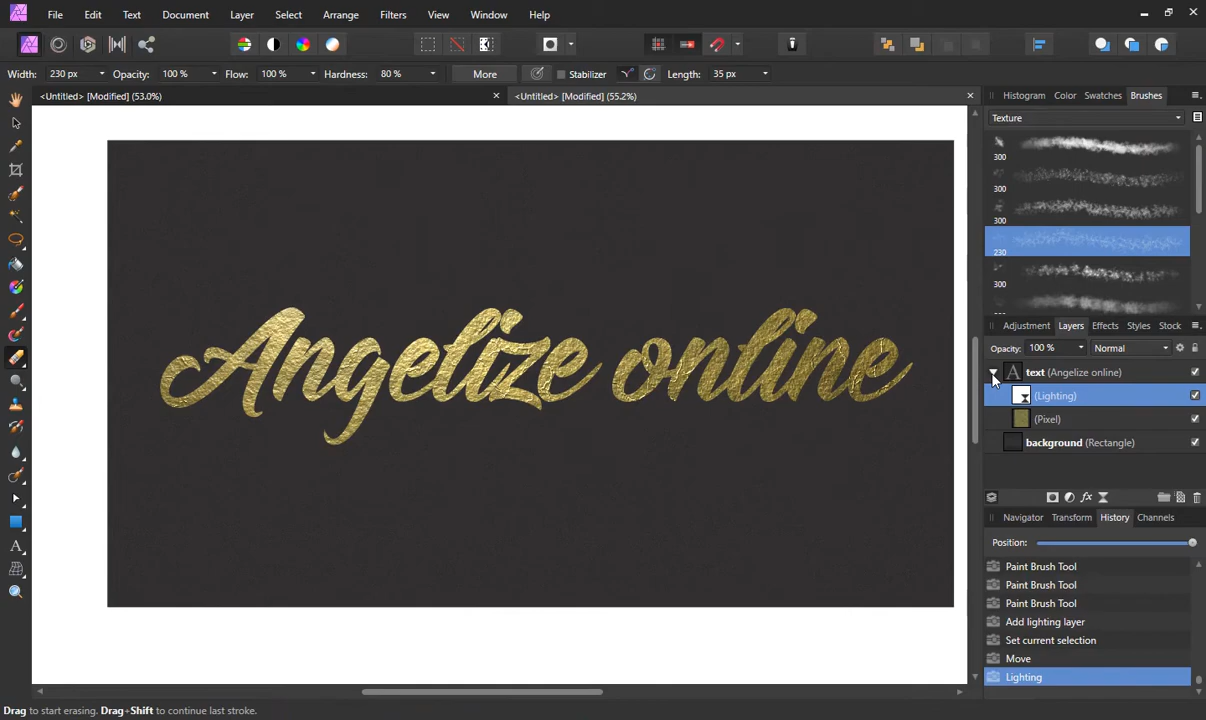 File Edit Text Document Layer Select Arrange Filters View Window Help
Width: 230 px Opacity: 100 % Flow: 100 % Hardness: 80 % More Stabilizer Length: 35 px
<Untitled> [Modified] (53.0%) <Untitled> [Modified] (55.2%)
Histogram Color Swatches Brushes
Texture
300
300
300
230
300
300
Angelize online
Adjustment Layers Effects Styles Stock
Opacity: 100 % Normal
A text (Angelize online)
(Lighting)
(Pixel)
background (Rectangle)
fx
Navigator Transform History Channels
Position:
Paint Brush Tool
Paint Brush Tool
Paint Brush Tool
Add lighting layer
Set current selection
Move
Lighting
A
Drag to start erasing. Drag+Shift to continue last stroke.